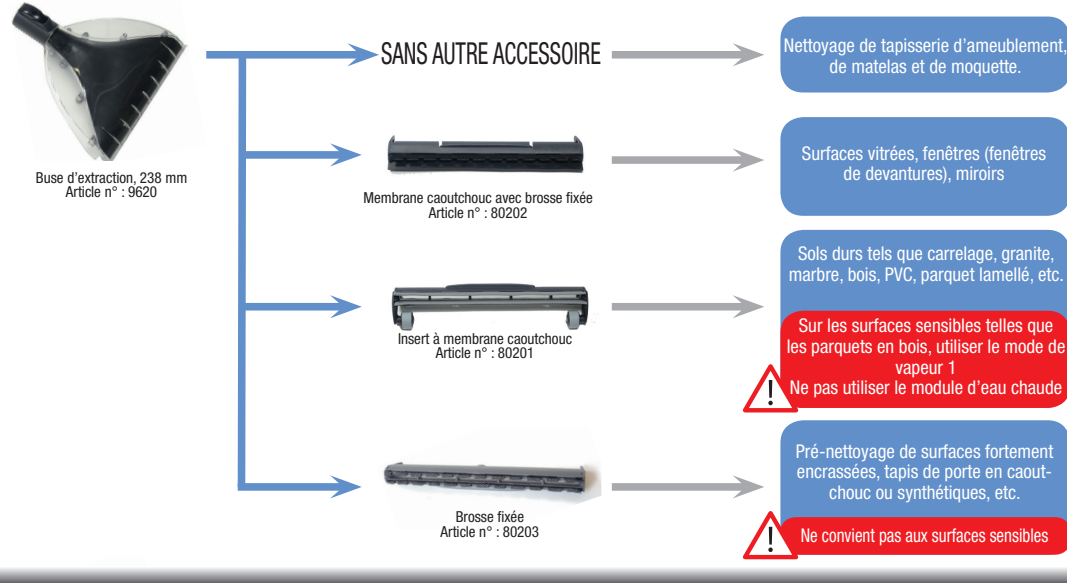 SANS AUTRE ACCESSOIRE
Nettoyage de tapisserie d'ameublement,
de matelas et de moquette.
Buse d'extraction, 238 mm
Article n° : 9620
Membrane caoutchouc avec brosse fixée
Article n° : 80202
Surfaces vitrées, fenêtres (fenêtres
de devantures), miroirs
Insert à membrane caoutchouc
Article n° : 80201
Sols durs tels que carrelage, granite,
marbre, bois, PVC, parquet lamellé, etc.
Sur les surfaces sensibles telles que
les parquets en bois, utiliser le mode de
vapeur 1
Ne pas utiliser le module d'eau chaude
!
Brosse fixée
Article n° : 80203
Pré-nettoyage de surfaces fortement
encrassées, tapis de porte en caout-
chouc ou synthétiques, etc.
Ne convient pas aux surfaces sensibles
!